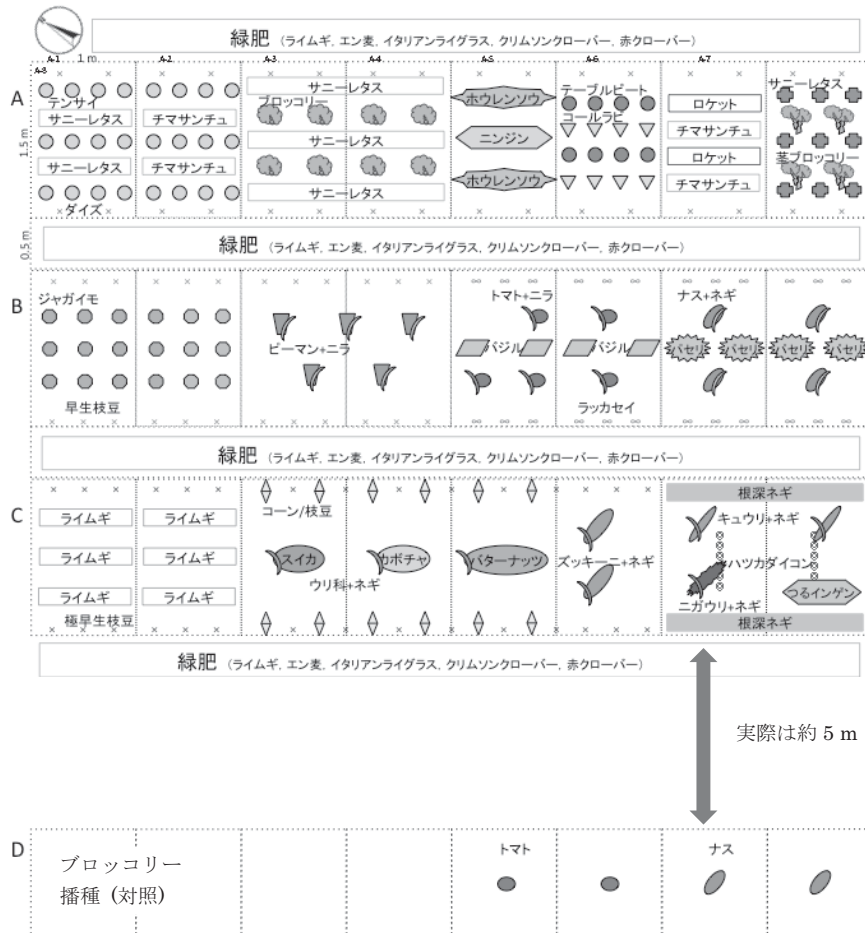 緑肥 (ライムギ, エン麦, イタリアンライグラス, クリムソンクローバー, 赤クローバー)
A-1 1 m A-2 A-3 A-4 A-5 A-6 A-7
A-8
A
1.5 m
テンサイ
サニーレタス
サニーレタス
ダイズ
チマサンチュ
チマサンチュ
サニーレタス
ブロッコリー
サニーレタス
サニーレタス
ホウレンソウ
ニンジン
ホウレンソウ
テーブルビート
コールラビ
ロケット
チマサンチュ
ロケット
チマサンチュ
サニーレタス
茎ブロッコリー
0.5 m
緑肥 (ライムギ, エン麦, イタリアンライグラス, クリムソンクローバー, 赤クローバー)
B
ジャガイモ
早生枝豆
ピーマン+ニラ
トマト+ニラ
バジル
バジル
ラッカセイ
ナス+ネギ
パセリ パセリ パセリ パセリ
緑肥 (ライムギ, エン麦, イタリアンライグラス, クリムソンクローバー, 赤クローバー)
C
ライムギ ライムギ
ライムギ ライムギ
ライムギ ライムギ
極早生枝豆
コーン/枝豆
スイカ
カボチャ
バターナッツ
ウリ科+ネギ
ズッキーニ+ネギ
根深ネギ
キュウリ+ネギ
ハツカダイコン
つるインゲン
ニガウリ+ネギ
根深ネギ
緑肥 (ライムギ, エン麦, イタリアンライグラス, クリムソンクローバー, 赤クローバー)
実際は約 5 m
D
ブロッコリー
播種 (対照)
トマト
ナス